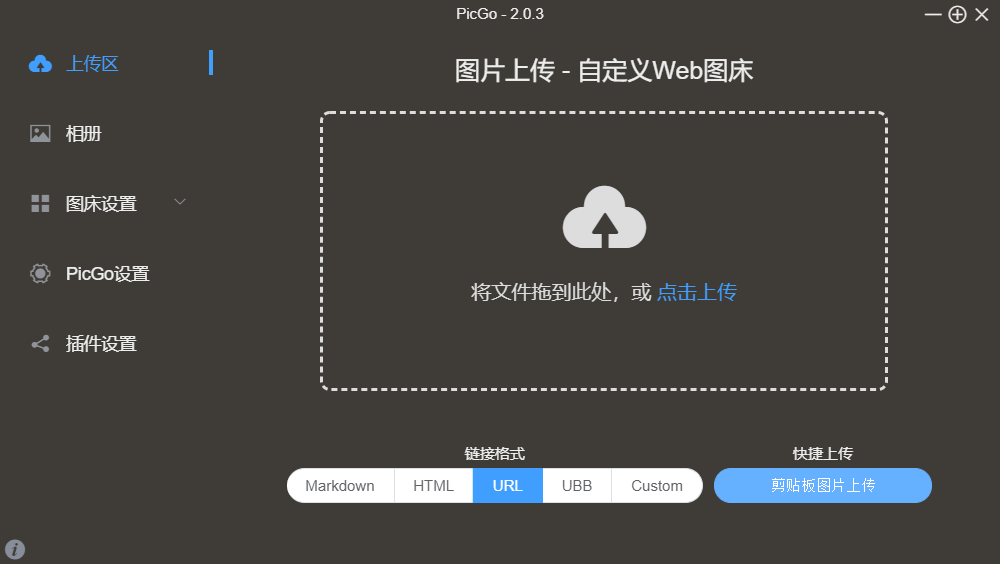 PicGo - 2.0.3
上传区
相册
图床设置
PicGo设置
插件设置
图片上传 - 自定义Web图床
将文件拖到此处，或 点击上传
链接格式
Markdown HTML URL UBB Custom
快捷上传
剪贴板图片上传